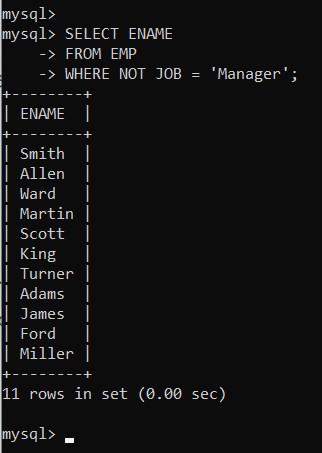 mysql>
mysql> SELECT ENAME
    -> FROM EMP
    -> WHERE NOT JOB = 'Manager';
+--------+
| ENAME  |
+--------+
| Smith  |
| Allen  |
| Ward   |
| Martin |
| Scott  |
| King   |
| Turner |
| Adams  |
| James  |
| Ford   |
| Miller |
+--------+
11 rows in set (0.00 sec)

mysql>